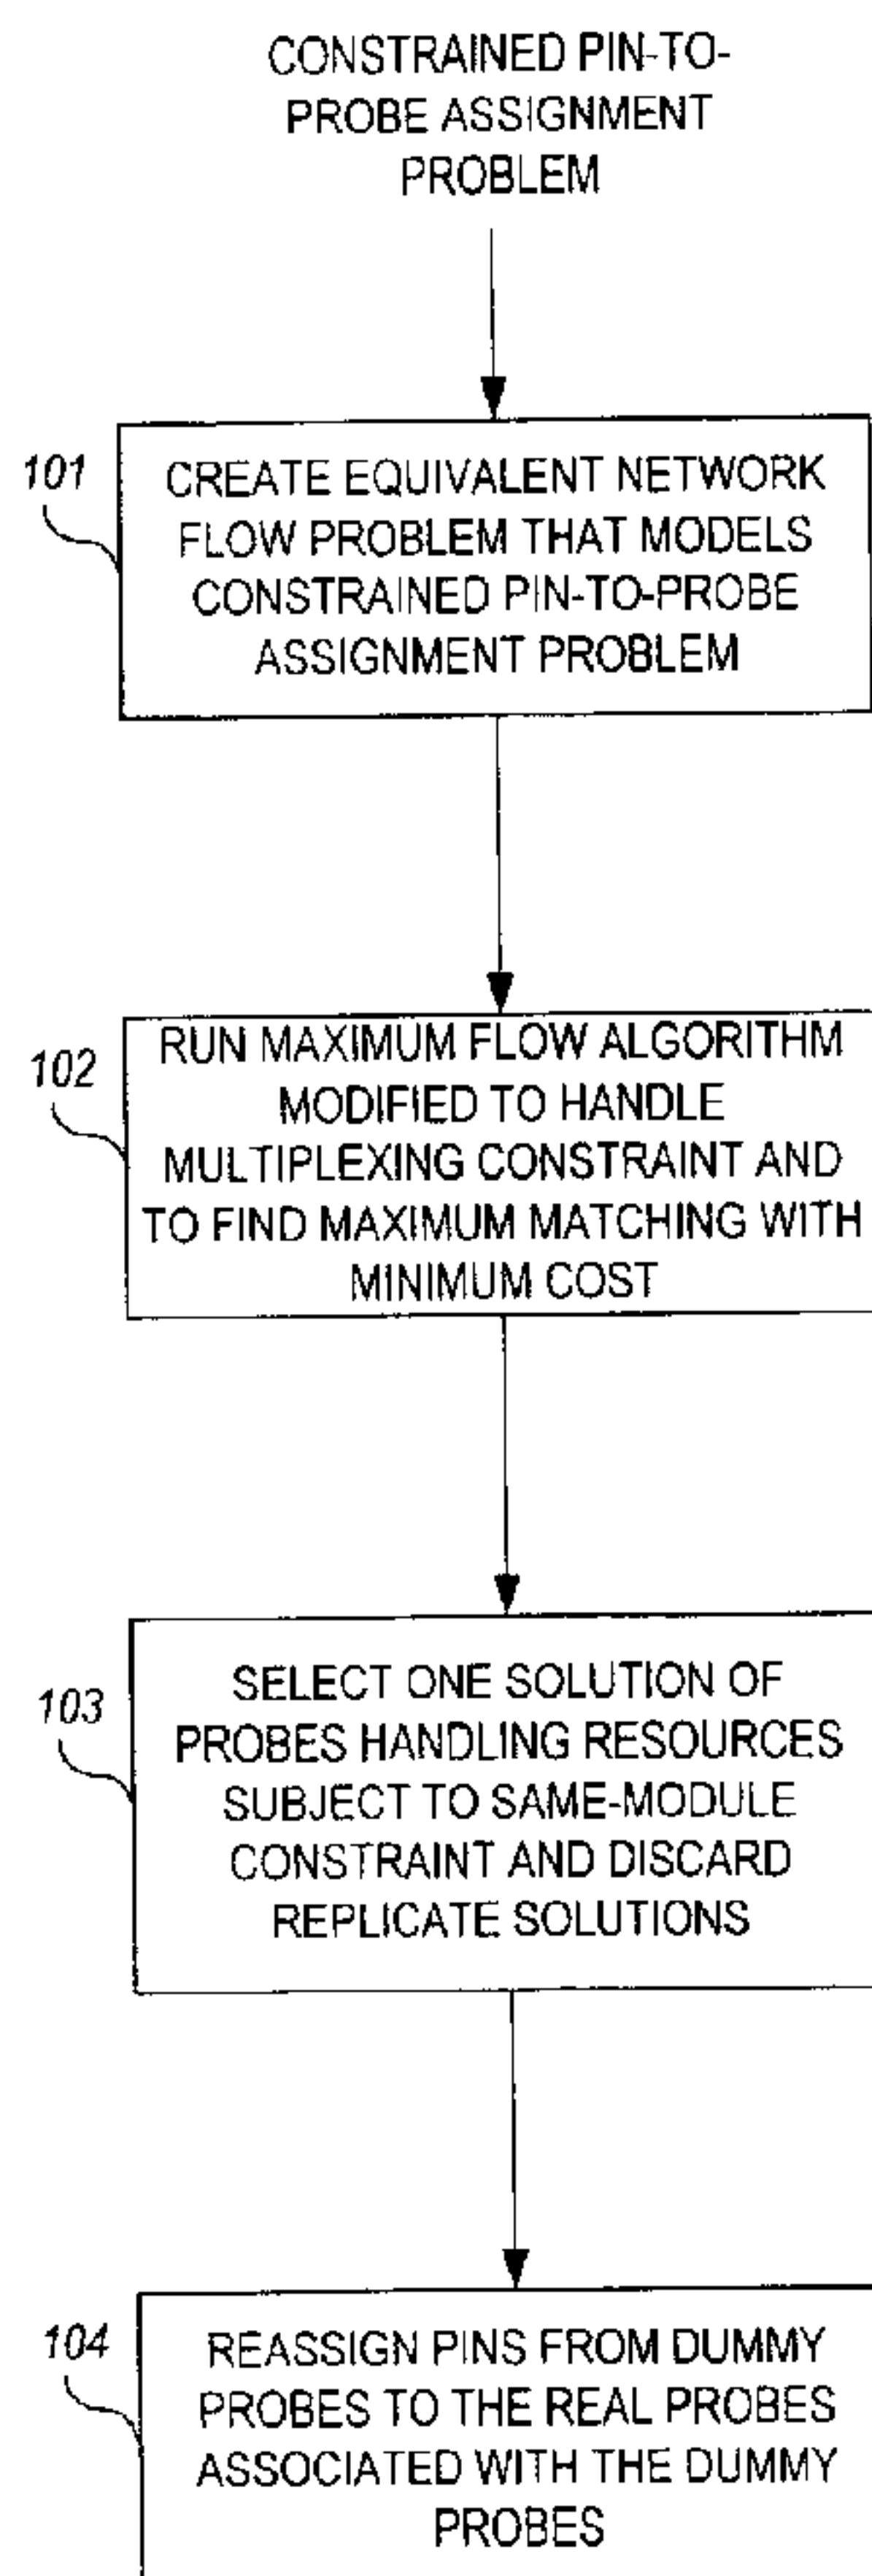 CONSTRAINED PIN-TO-
PROBE ASSIGNMENT
PROBLEM
101
CREATE EQUIVALENT NETWORK
FLOW PROBLEM THAT MODELS
CONSTRAINED PIN-TO-PROBE
ASSIGNMENT PROBLEM
102
RUN MAXIMUM FLOW ALGORITHM
MODIFIED TO HANDLE
MULTIPLEXING CONSTRAINT AND
TO FIND MAXIMUM MATCHING WITH
MINIMUM COST
103
SELECT ONE SOLUTION OF
PROBES HANDLING RESOURCES
SUBJECT TO SAME-MODULE
CONSTRAINT AND DISCARD
REPLICATE SOLUTIONS
104
REASSIGN PINS FROM DUMMY
PROBES TO THE REAL PROBES
ASSOCIATED WITH THE DUMMY
PROBES